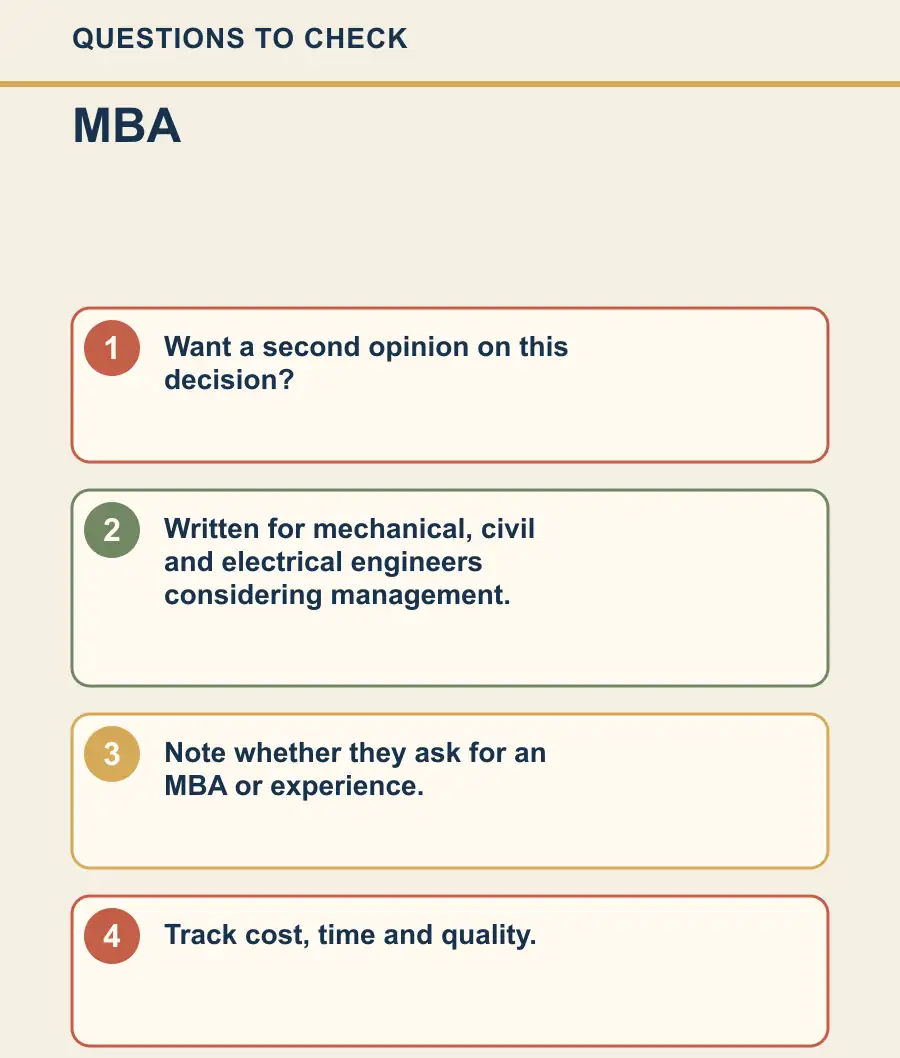 QUESTIONS TO CHECK
MBA
1
Want a second opinion on this
decision?
2
Written for mechanical, civil
and electrical engineers
considering management.
3
Note whether they ask for an
MBA or experience.
4
Track cost, time and quality.